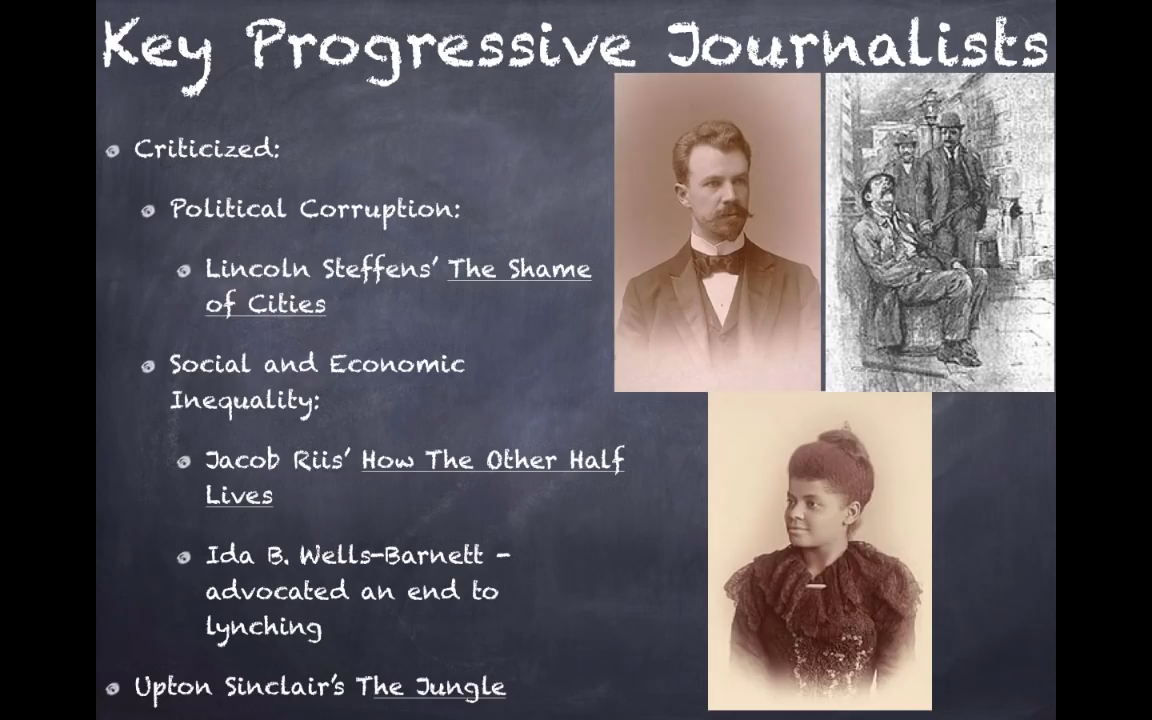 Key Progressive Journalists
Criticized:
Political Corruption:
Lincoln Steffens’ The Shame
of Cities
Social and Economic
Inequality:
Jacob Riis’ How The Other Half
Lives
Ida B. Wells-Barnett -
advocated an end to
lynching
Upton Sinclair’s The Jungle